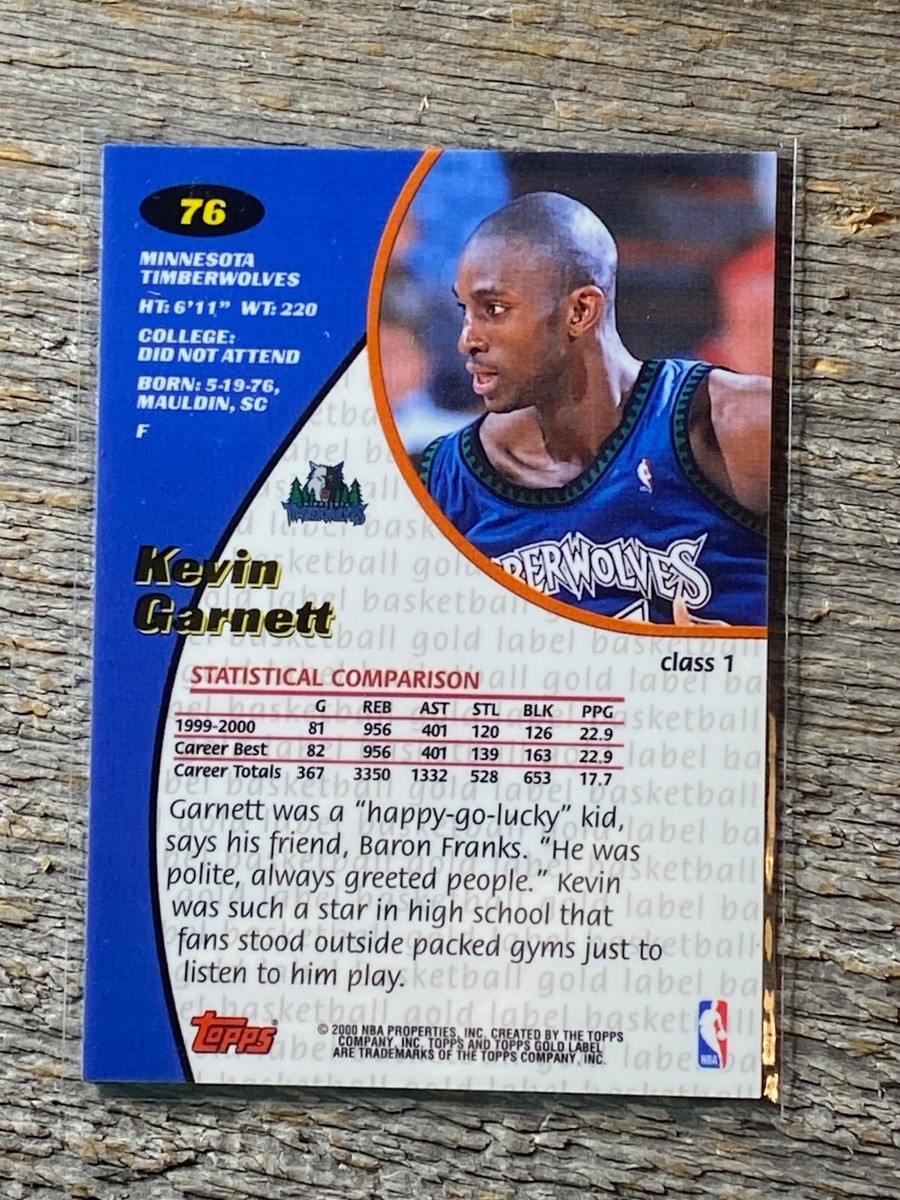 76
MINNESOTA
TIMBERWOLVES
HT: 6'11" WT: 220
COLLEGE:
DID NOT ATTEND
BORN: 5-19-76,
MAULDIN, SC
F
BERWOLVES
Kevin
Garnett
class 1
STATISTICAL COMPARISON
G REB AST STL BLK PPG
1999-2000 81 956 401 120 126 22.9
Career Best 82 956 401 139 163 22.9
Career Totals 367 3350 1332 528 653 17.7
Garnett was a "happy-go-lucky" kid,
says his friend, Baron Franks. "He was
polite, always greeted people." Kevin
was such a star in high school that
fans stood outside packed gyms just to
listen to him play.
topps
© 2000 NBA PROPERTIES, INC. CREATED BY THE TOPPS
COMPANY, INC. TOPPS AND TOPPS GOLD LABEL
ARE TRADEMARKS OF THE TOPPS COMPANY, INC.
NBA